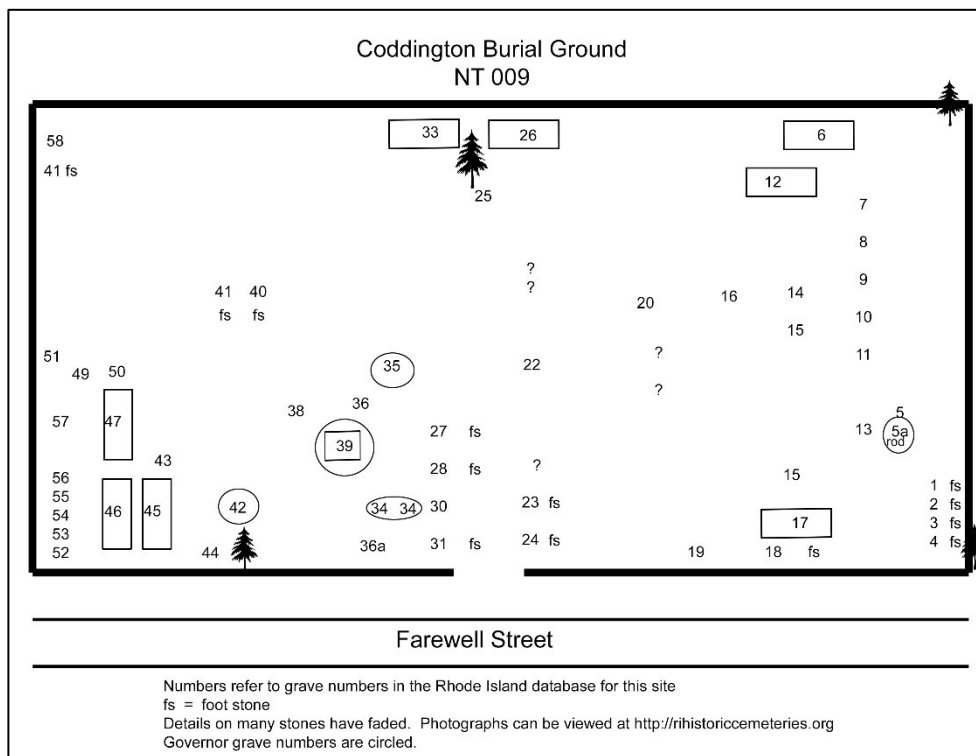 Coddington Burial Ground
NT 009
58 33 26 6
41 fs 12
25 7
8
?
? 9
41 40 20 16 14
fs fs 10
15
51 35 22 ? 11
49 50
?
57 47 38 36 27 fs 13 5
39 5a
rod
43 28 fs ? 15
56 1 fs
55 46 45 42 34 34 30 23 fs 2 fs
54 17 3 fs
53 36a 31 fs 24 fs 4 fs
52 44 19 18 fs
Farewell Street
Numbers refer to grave numbers in the Rhode Island database for this site
fs = foot stone
Details on many stones have faded. Photographs can be viewed at http://rihistoriccemeteries.org
Governor grave numbers are circled.